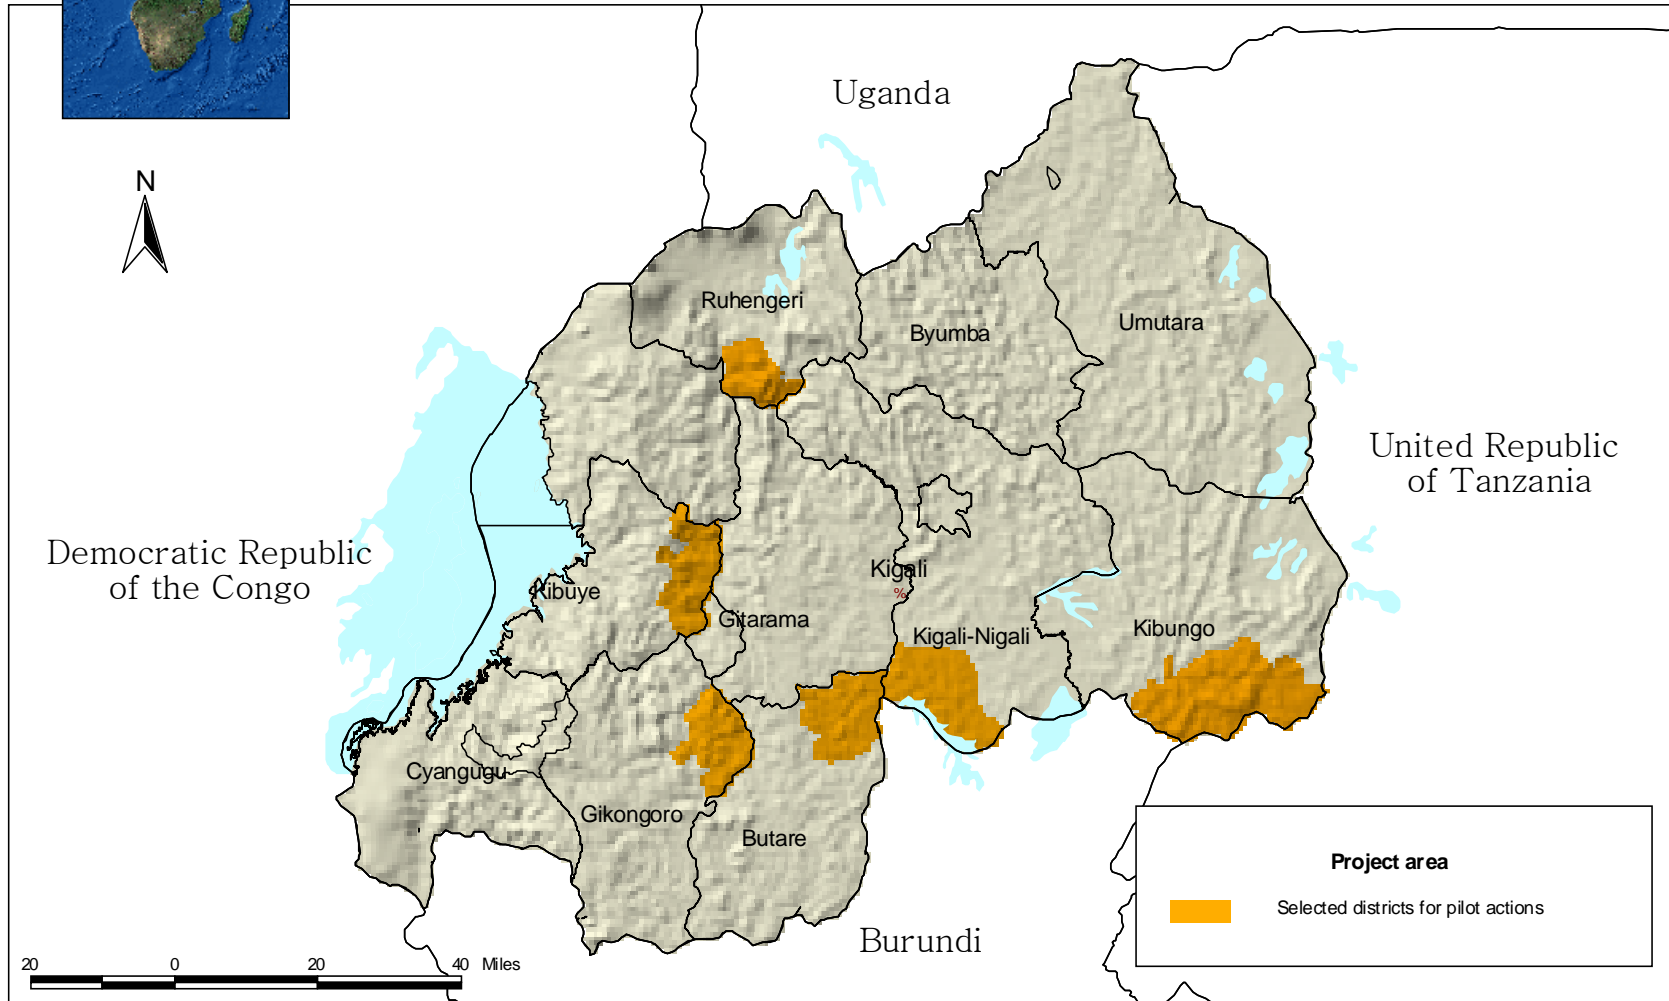 Uganda
N
Ruhengeri
Byumba
Umutara
United Republic
of Tanzania
Democratic Republic
of the Congo
Kibuye
Kigali
%
Gitarama
Kigali-Nigali
Kibungo
Cyangugu
Gikongoro
Butare
Project area
Selected districts for pilot actions
Burundi
20 0 20 40 Miles